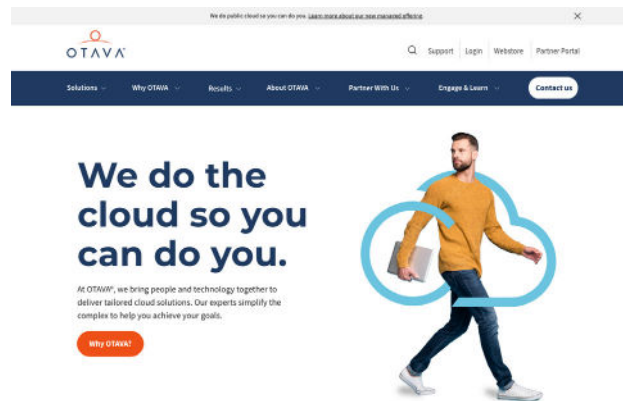 We do public cloud so you can do you. Learn more about our new managed offering.
OTAVA
Support Login Webstore Partner Portal
Solutions Why OTAVA Results About OTAVA Partner With Us Engage & Learn Contact us
We do the
cloud so you
can do you.
At OTAVA®, we bring people and technology together to
deliver tailored cloud solutions. Our experts simplify the
complex to help you achieve your goals.
Why OTAVA?